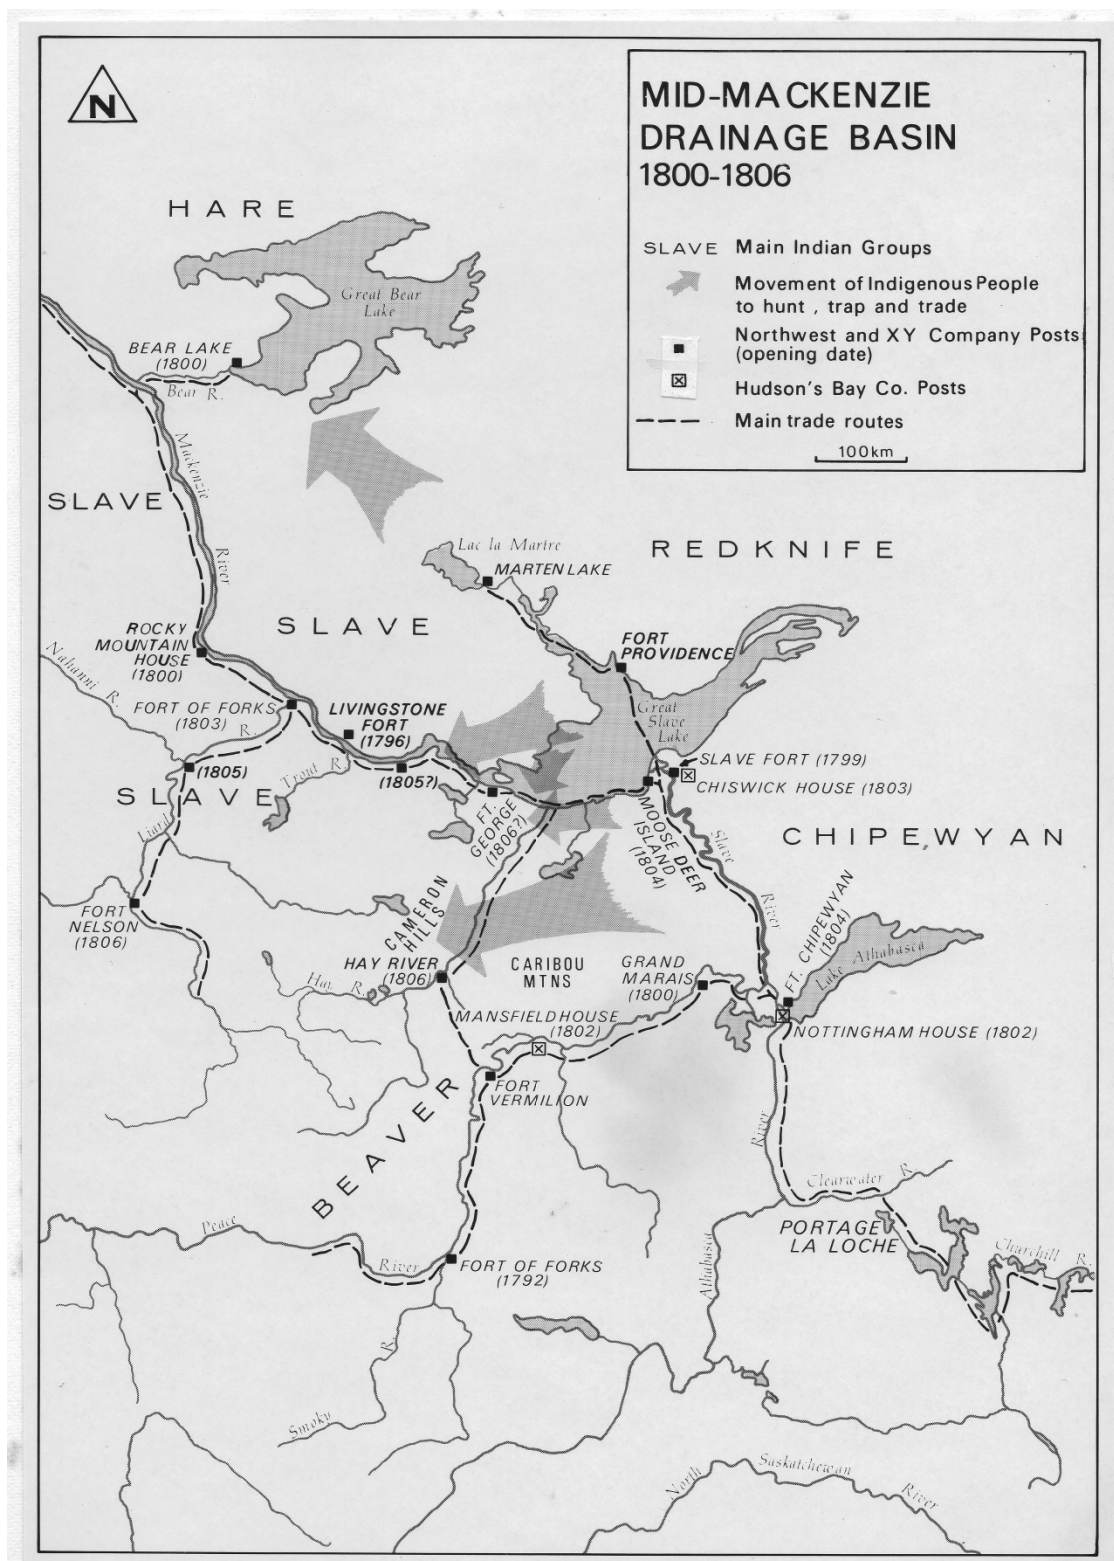 N
MID-MACKENZIE
DRAINAGE BASIN
1800-1806
SLAVE Main Indian Groups
Movement of Indigenous People
to hunt , trap and trade
Northwest and XY Company Posts
(opening date)
Hudson's Bay Co. Posts
Main trade routes
100km
HARE
Great Bear
Lake
BEAR LAKE
(1800)
Bear R.
Mackenzie
River
SLAVE
Lac la Martre
MARTEN LAKE
REDKNIFE
SLAVE
ROCKY
MOUNTAIN
HOUSE
(1800)
FORT
PROVIDENCE
Nahanni R.
FORT OF FORKS
(1803)
LIVINGSTONE
FORT
(1796)
Great
Slave
Lake
R.
SLAVE FORT (1799)
(1805)
Trout R.
(1805?)
CHISWICK HOUSE (1803)
SLAVE
FT.
GEORGE
(1806?)
MOOSE DEER
ISLAND
(1804)
Liard
Slave
River
CHIPEWYAN
FORT
NELSON
(1806)
CAMERON
HILLS
FT. CHIPEWYAN
(1804)
Lake Athabasca
HAY RIVER
(1806)
CARIBOU
MTNS
GRAND
MARAIS
(1800)
Hay R.
MANSFIELD HOUSE
(1802)
NOTTINGHAM HOUSE (1802)
FORT
VERMILION
BEAVER
River
Clearwater R.
Peace
River
PORTAGE
LA LOCHE
Churchill R.
FORT OF FORKS
(1792)
Athabasca
Smoky R.
North Saskatchewan River